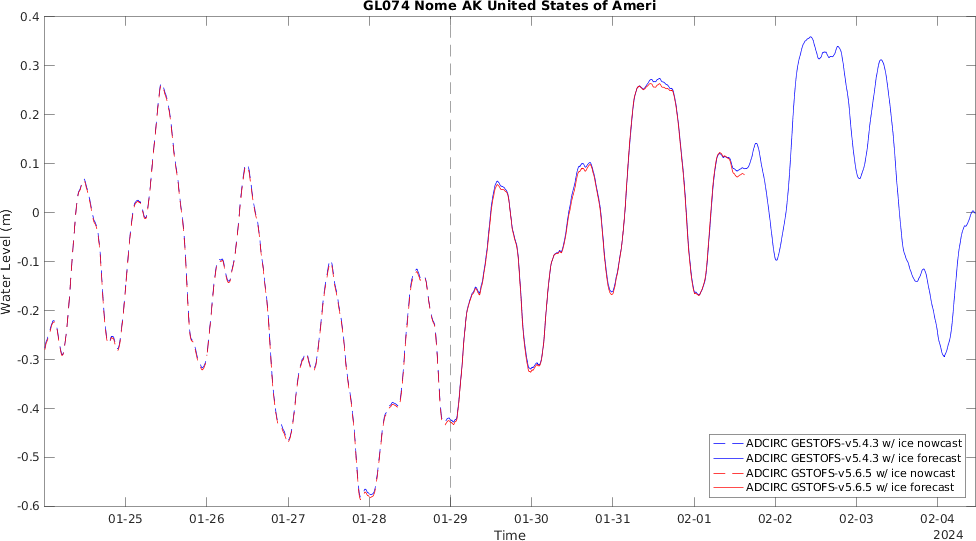 GL074 Nome AK United States of Ameri
0.4
0.3
0.2
0.1
0
-0.1
-0.2
-0.3
-0.4
-0.5
-0.6
Water Level (m)
01-25 01-26 01-27 01-28 01-29 01-30 01-31 02-01 02-02 02-03 02-04
Time
2024
ADCIRC GESTOFS-v5.4.3 w/ ice nowcast
ADCIRC GESTOFS-v5.4.3 w/ ice forecast
ADCIRC GSTOFS-v5.6.5 w/ ice nowcast
ADCIRC GSTOFS-v5.6.5 w/ ice forecast